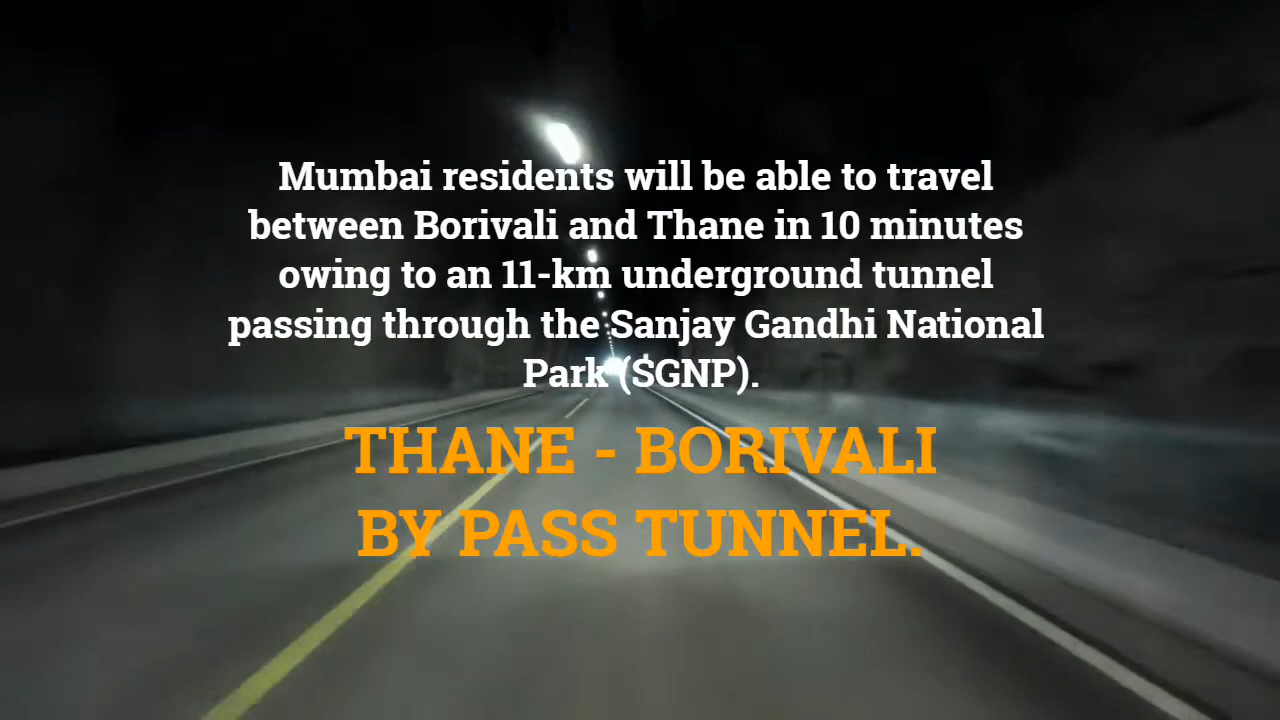 Mumbai residents will be able to travel
between Borivali and Thane in 10 minutes
owing to an 11-km underground tunnel
passing through the Sanjay Gandhi National
Park (SGNP).
THANE - BORIVALI
BY PASS TUNNEL.